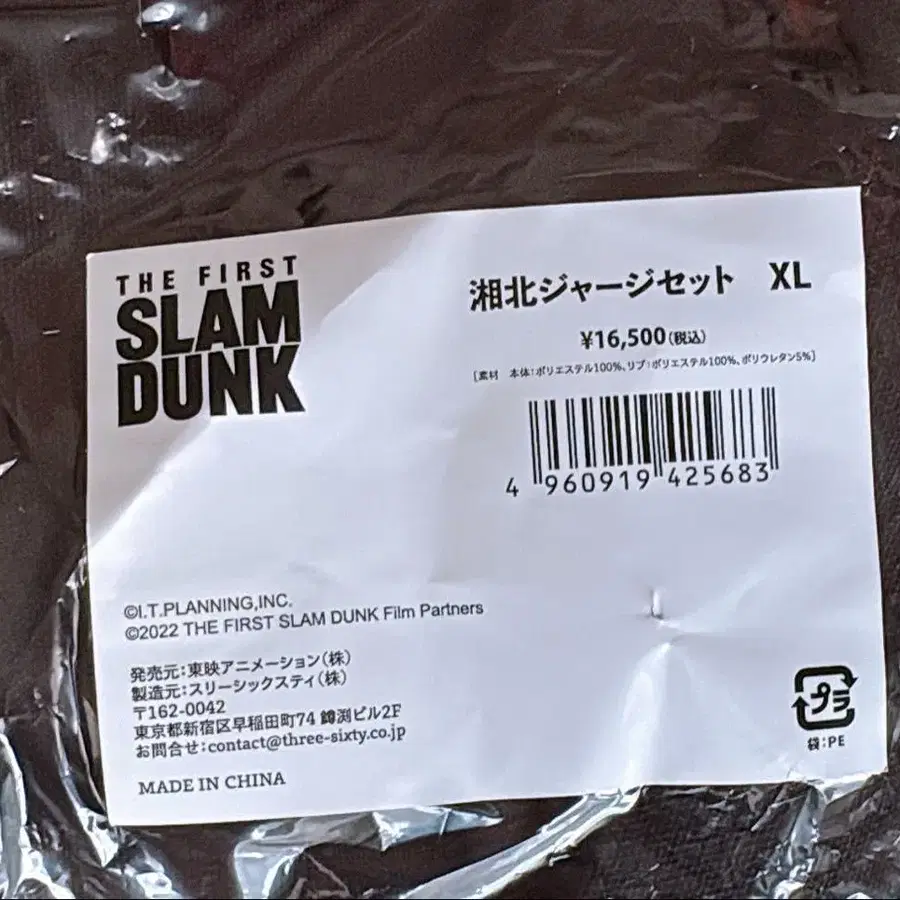 THE FIRST
SLAM
DUNK
湘北ジャージセット XL
¥16,500(税込)
[素材 本体:ポリエステル100%、リブ:ポリエステル100%、ポリウレタン5%]
4 960919 425683
©I.T.PLANNING,INC.
©2022 THE FIRST SLAM DUNK Film Partners
発売元:東映アニメーション(株)
製造元:スリーシックスティ(株)
〒162-0042
東京都新宿区早稲田町74 鱒渕ビル2F
お問合せ:contact@three-sixty.co.jp
MADE IN CHINA
プラ
袋:PE